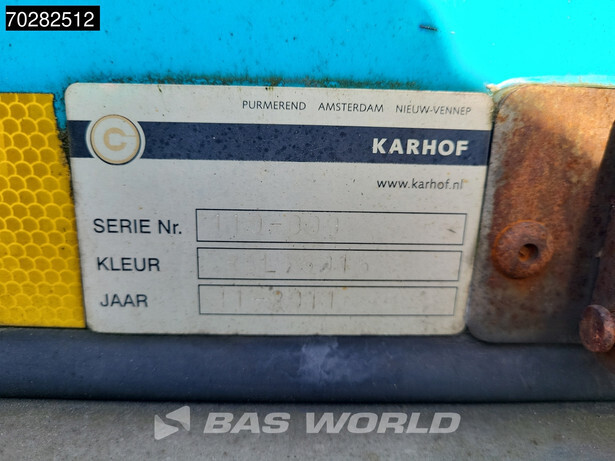 70282512
PURMEREND AMSTERDAM NIEUW-VENNEP
KARHOF
www.karhof.nl
SERIE Nr.
KLEUR
JAAR
BAS WORLD